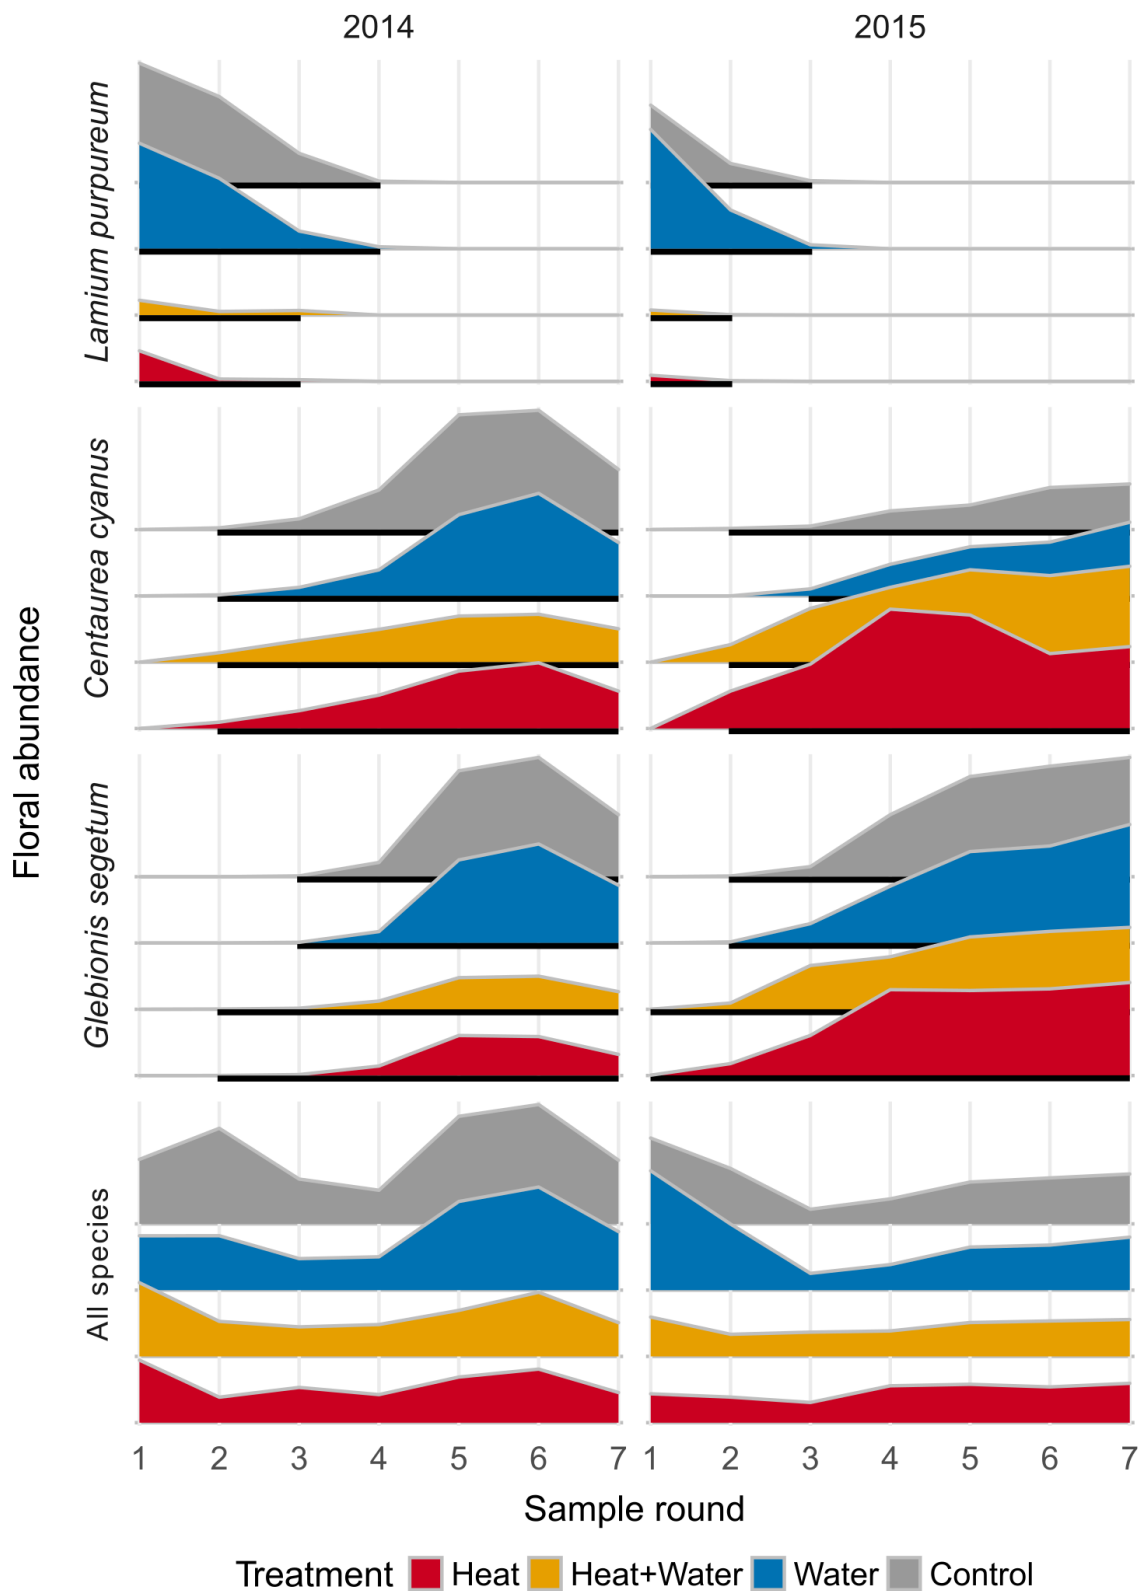 2014 2015
Lamium purpureum
Centaurea cyanus
Glebionis segetum
All species
Floral abundance
1 2 3 4 5 6 7 1 2 3 4 5 6 7
Sample round
Treatment Heat Heat+Water Water Control